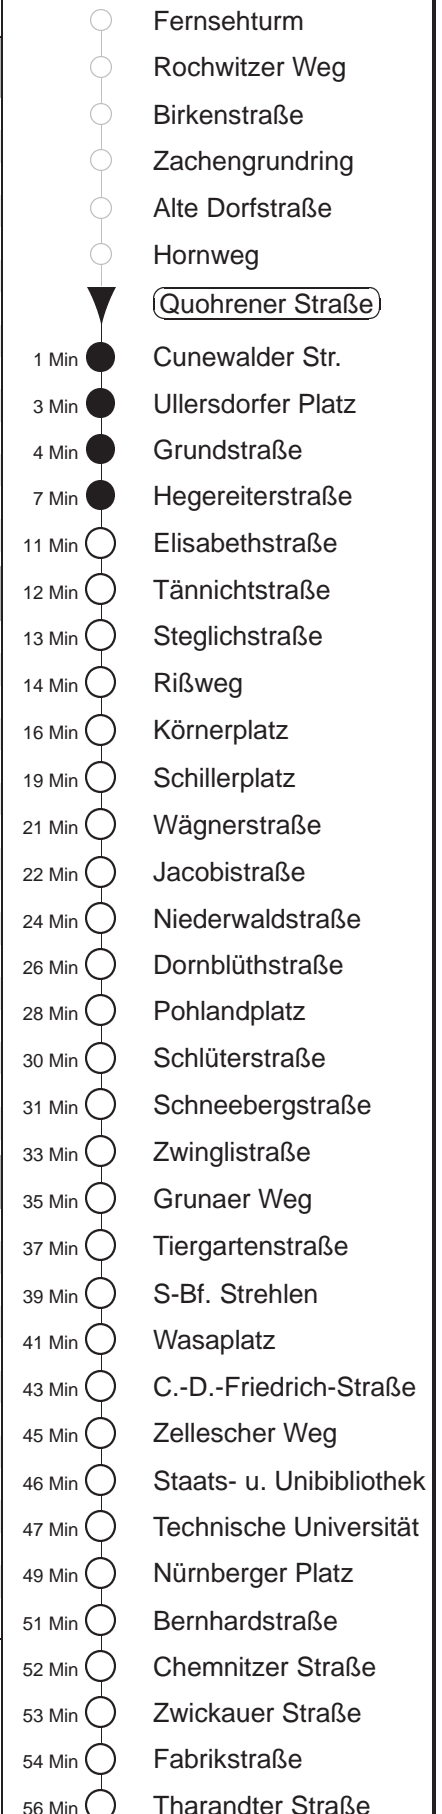 Fernsehturm
Rochwitzer Weg
Birkenstraße
Zachengrundring
Alte Dorfstraße
Hornweg
Quohrener Straße
1 Min Cunewalder Str.
3 Min Ullersdorfer Platz
4 Min Grundstraße
7 Min Hegereiterstraße
11 Min Elisabethstraße
12 Min Tännichtstraße
13 Min Steglichstraße
14 Min Rißweg
16 Min Körnerplatz
19 Min Schillerplatz
21 Min Wägnerstraße
22 Min Jacobistraße
24 Min Niederwaldstraße
26 Min Dornblüthstraße
28 Min Pohlandplatz
30 Min Schlüterstraße
31 Min Schneebergstraße
33 Min Zwinglistraße
35 Min Grunaer Weg
37 Min Tiergartenstraße
39 Min S-Bf. Strehlen
41 Min Wasaplatz
43 Min C.-D.-Friedrich-Straße
45 Min Zellescher Weg
46 Min Staats- u. Unibibliothek
47 Min Technische Universität
49 Min Nürnberger Platz
51 Min Bernhardstraße
52 Min Chemnitzer Straße
53 Min Zwickauer Straße
54 Min Fabrikstraße
56 Min Tharandter Straße